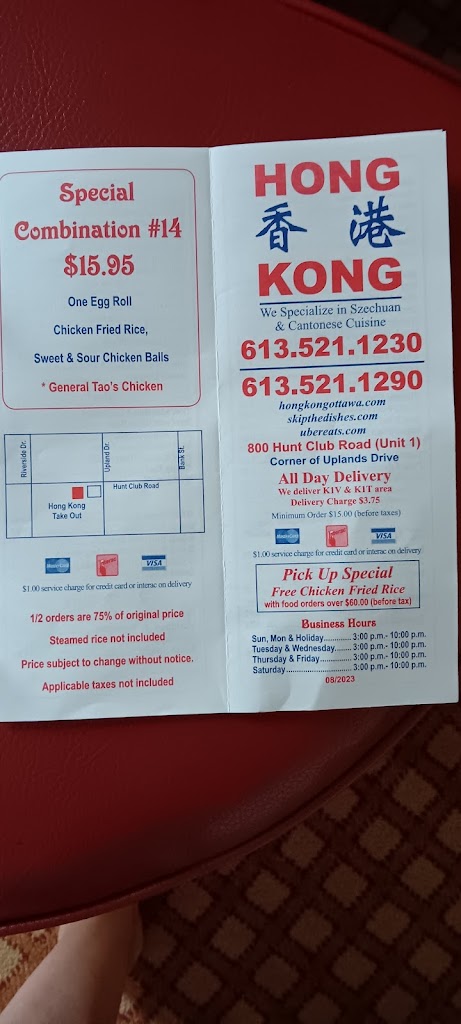 Special
Combination #14
$15.95
One Egg Roll
Chicken Fried Rice,
Sweet & Sour Chicken Balls
* General Tao's Chicken
Riverside Dr.
Upland Dr.
Bank St.
Hunt Club Road
Hong Kong
Take Out
MasterCard
VISA
$1.00 service charge for credit card or interac on delivery
1/2 orders are 75% of original price
Steamed rice not included
Price subject to change without notice.
Applicable taxes not included
HONG
香 港
KONG
We Specialize in Szechuan
& Cantonese Cuisine
613.521.1230
613.521.1290
hongkongottawa.com
skipthedishes.com
ubereats.com
800 Hunt Club Road (Unit 1)
Corner of Uplands Drive
All Day Delivery
We deliver K1V & K1T area
Delivery Charge $3.75
Minimum Order $15.00 (before taxes)
MasterCard
VISA
$1.00 service charge for credit card or interac on delivery
Pick Up Special
Free Chicken Fried Rice
with food orders over $60.00 (before tax)
Business Hours
Sun, Mon & Holiday.............. 3:00 p.m.- 10:00 p.m.
Tuesday & Wednesday....... 3:00 p.m.- 10:00 p.m.
Thursday & Friday............... 3:00 p.m.- 10:00 p.m.
Saturday............................ 3:00 p.m.- 10:00 p.m.
08/2023